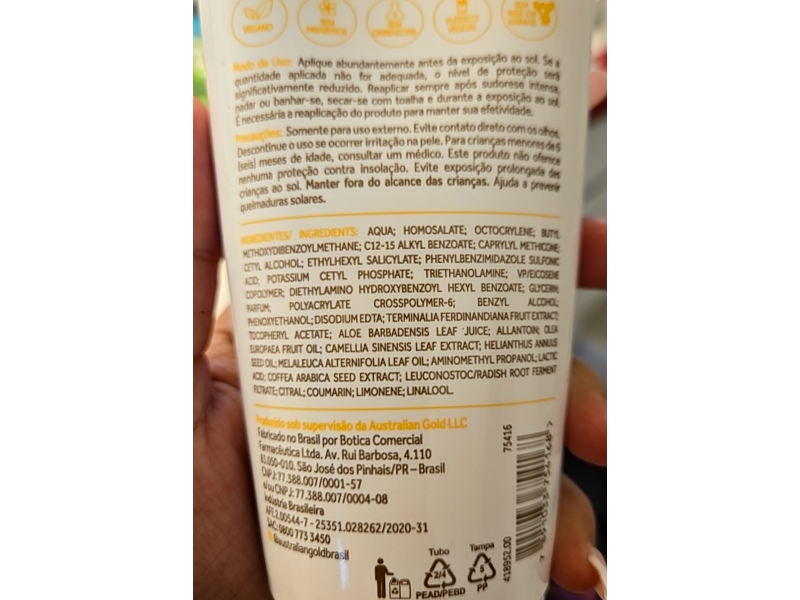 VEGANO
SEM PARABENOS
Modo de Uso: Aplique abundantemente antes da exposição ao sol. Se a
quantidade aplicada não for adequada, o nível de proteção será
significativamente reduzido. Reaplicar sempre após sudorese intensa,
nadar ou banhar-se, secar-se com toalha e durante a exposição ao sol.
É necessária a reaplicação do produto para manter sua efetividade.
Precauções: Somente para uso externo. Evite contato direto com os olhos.
Descontinue o uso se ocorrer irritação na pele. Para crianças menores de 6
(seis) meses de idade, consultar um médico. Este produto não oferece
nenhuma proteção contra insolação. Evite exposição prolongada das
crianças ao sol. Manter fora do alcance das crianças. Ajuda a prevenir
queimaduras solares.
INGREDIENTES/ INGREDIENTS: AQUA; HOMOSALATE; OCTOCRYLENE; BUTYL
METHOXYDIBENZOYLMETHANE; C12-15 ALKYL BENZOATE; CAPRYLYL METHICONE;
CETYL ALCOHOL; ETHYLHEXYL SALICYLATE; PHENYLBENZIMIDAZOLE SULFONIC
ACID; POTASSIUM CETYL PHOSPHATE; TRIETHANOLAMINE; VP/EICOSENE
COPOLYMER; DIETHYLAMINO HYDROXYBENZOYL HEXYL BENZOATE; GLYCERIN;
PARFUM; POLYACRYLATE CROSSPOLYMER-6; BENZYL ALCOHOL;
PHENOXYETHANOL; DISODIUM EDTA; TERMINALIA FERDINANDIANA FRUIT EXTRACT;
TOCOPHERYL ACETATE; ALOE BARBADENSIS LEAF JUICE; ALLANTOIN; OLEA
EUROPAEA FRUIT OIL; CAMELLIA SINENSIS LEAF EXTRACT; HELIANTHUS ANNUUS
SEED OIL; MELALEUCA ALTERNIFOLIA LEAF OIL; AMINOMETHYL PROPANOL; LACTIC
ACID; COFFEA ARABICA SEED EXTRACT; LEUCONOSTOC/RADISH ROOT FERMENT
FILTRATE; CITRAL; COUMARIN; LIMONENE; LINALOOL.
Produzido sob supervisão da Australian Gold LLC
Fabricado no Brasil por Botica Comercial
Farmacêutica Ltda. Av. Rui Barbosa, 4.110
81.050-010. São José dos Pinhais/PR – Brasil
CNPJ: 77.388.007/0001-57
e/ou CNPJ: 77.388.007/0004-08
Indústria Brasileira
AFE 2.00544-7 - 25351.028262/2020-31
SAC: 0800 773 3450
@australiangoldbrasil
75416
418952.00
Tubo
2/4
PEAD/PEBD
Tampa
5
PP